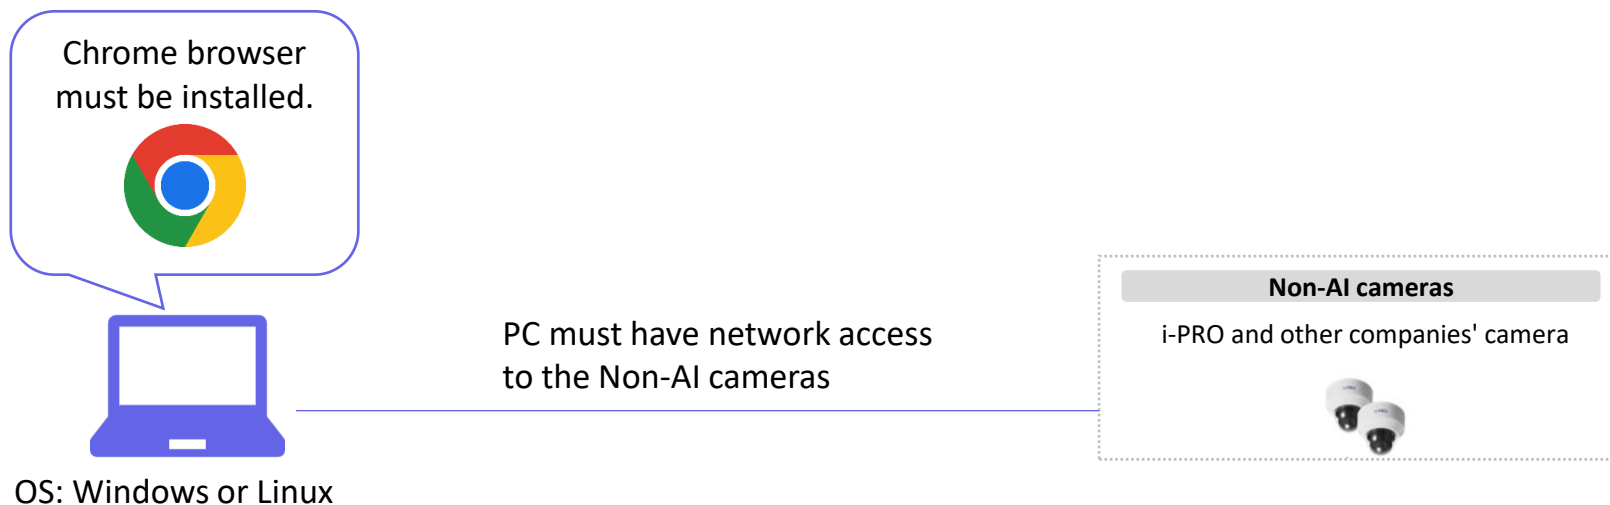 Chrome browser
must be installed.
PC must have network access
to the Non-AI cameras
Non-AI cameras
i-PRO and other companies' camera
OS: Windows or Linux